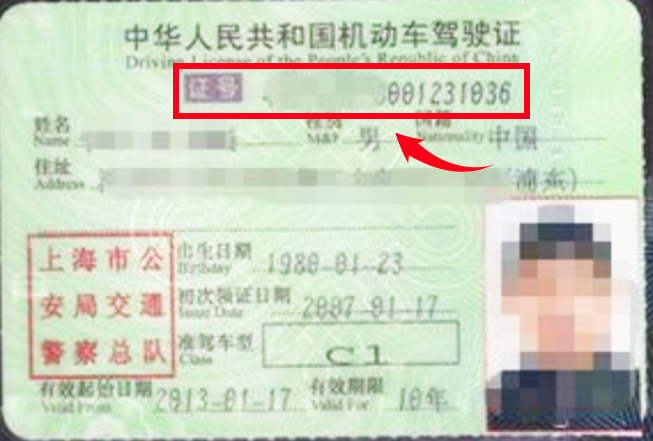 中华人民共和国机动车驾驶证
Driving License of the People's Republic of China
证号 001231036
姓名
Name
性别 男
M&F
国籍 中国
Nationality
住址
Address
(浦东)
上海市公
安局交通
警察总队
出生日期 1980-01-23
Birthday
初次领证日期 2007-01-17
Issue Date
准驾车型 C1
Class
有效起始日期 2013-01-17
Valid From
有效期限 10年
Valid For